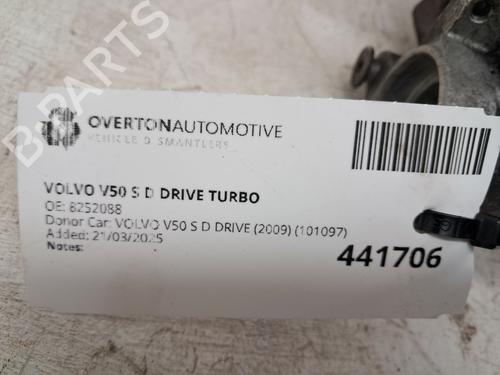 B-PARTS
OVERTONAUTOMOTIVE
VEHICLE DISMANTLERS
VOLVO V50 S D DRIVE TURBO
OE: 8252088
Donor Car: VOLVO V50 S D DRIVE (2009) (101097)
Added: 21/03/2025
Notes:
441706